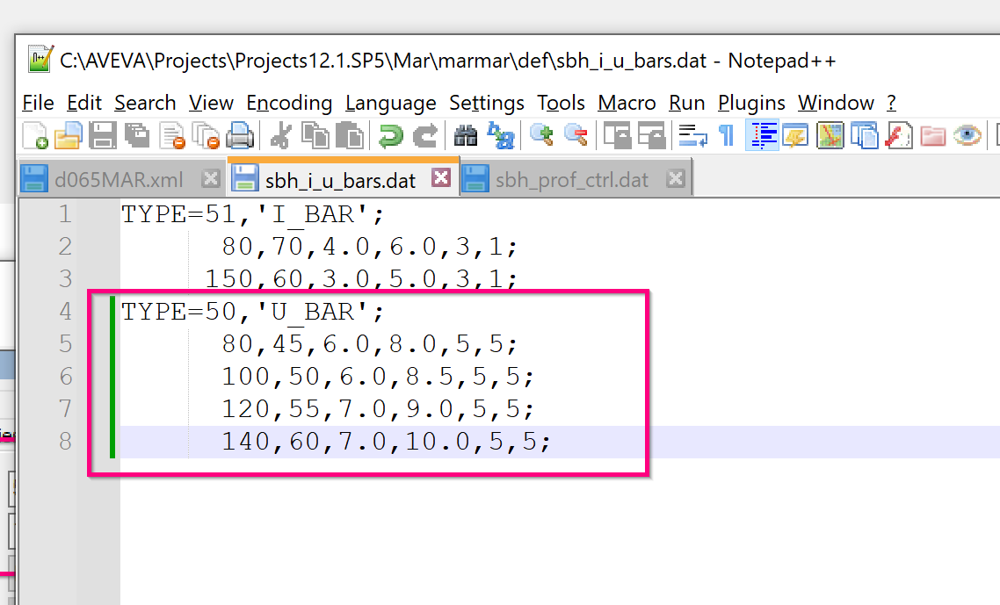 C:\AVEVA\Projects\Projects12.1.SP5\Mar\marmar\def\sbh_i_u_bars.dat - Notepad++
File Edit Search View Encoding Language Settings Tools Macro Run Plugins Window ?
d065MAR.xml sbh_i_u_bars.dat sbh_prof_ctrl.dat
1 TYPE=51,'I_BAR';
2 80,70,4.0,6.0,3,1;
3 150,60,3.0,5.0,3,1;
4 TYPE=50,'U_BAR';
5 80,45,6.0,8.0,5,5;
6 100,50,6.0,8.5,5,5;
7 120,55,7.0,9.0,5,5;
8 140,60,7.0,10.0,5,5;